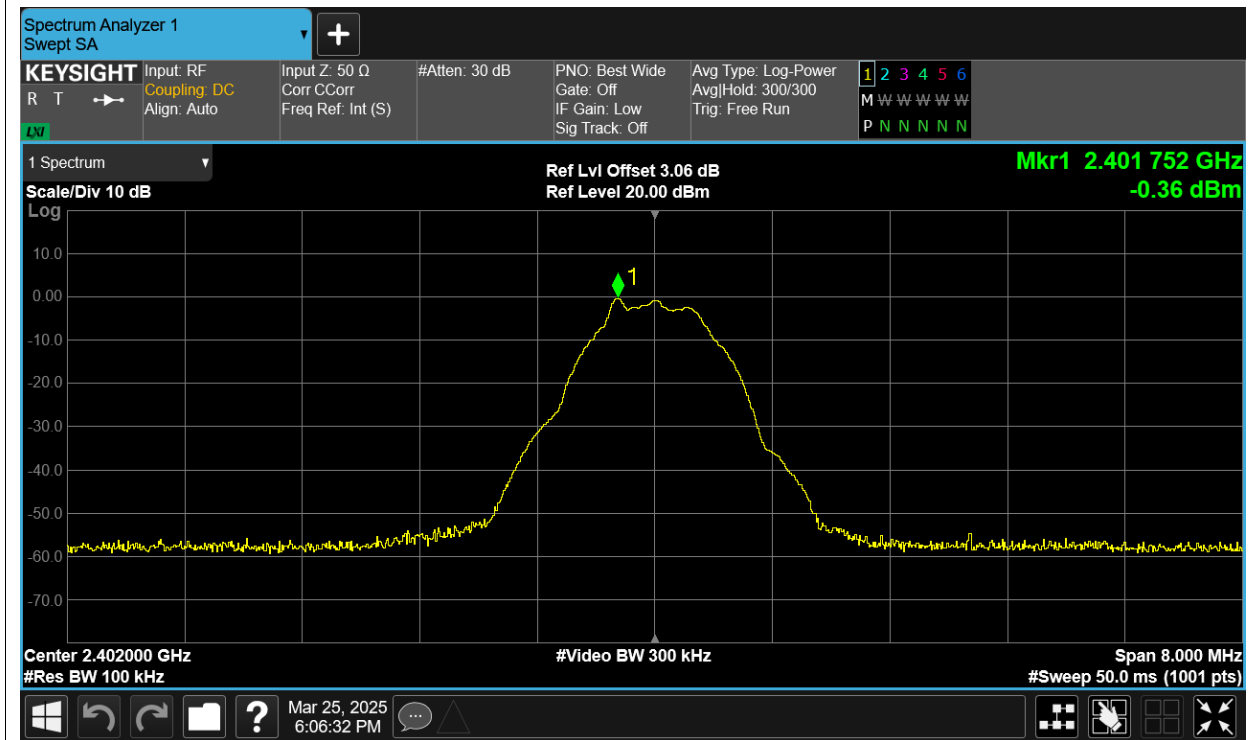 Spectrum Analyzer 1
Swept SA
+
KEYSIGHT
R T
LXI
Input: RF
Coupling: DC
Align: Auto
Input Z: 50 Ω
Corr CCorr
Freq Ref: Int (S)
#Atten: 30 dB
PNO: Best Wide
Gate: Off
IF Gain: Low
Sig Track: Off
Avg Type: Log-Power
Avg|Hold: 300/300
Trig: Free Run
1 2 3 4 5 6
M W W W W W
P N N N N N
1 Spectrum
Scale/Div 10 dB
Log
Ref Lvl Offset 3.06 dB
Ref Level 20.00 dBm
Mkr1 2.401 752 GHz
-0.36 dBm
1
10.0
0.00
-10.0
-20.0
-30.0
-40.0
-50.0
-60.0
-70.0
Center 2.402000 GHz
#Res BW 100 kHz
#Video BW 300 kHz
Span 8.000 MHz
#Sweep 50.0 ms (1001 pts)
?
Mar 25, 2025
6:06:32 PM